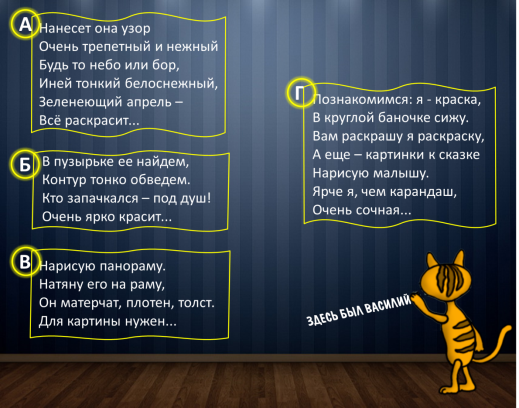 А
Нанесет она узор
Очень трепетный и нежный
Будь то небо или бор,
Иней тонкий белоснежный,
Зеленеющий апрель –
Всё раскрасит...
Б
В пузырьке ее найдем,
Контур тонко обведем.
Кто запачкался – под душ!
Очень ярко красит...
В
Нарисую панораму.
Натяну его на раму,
Он матерчат, плотен, толст.
Для картины нужен...
Г
Познакомимся: я - краска,
В круглой баночке сижу.
Вам раскрашу я раскраску,
А еще – картинки к сказке
Нарисую малышу.
Ярче я, чем карандаш,
Очень сочная...
ЗДЕСЬ БЫЛ ВАСИЛИЙ